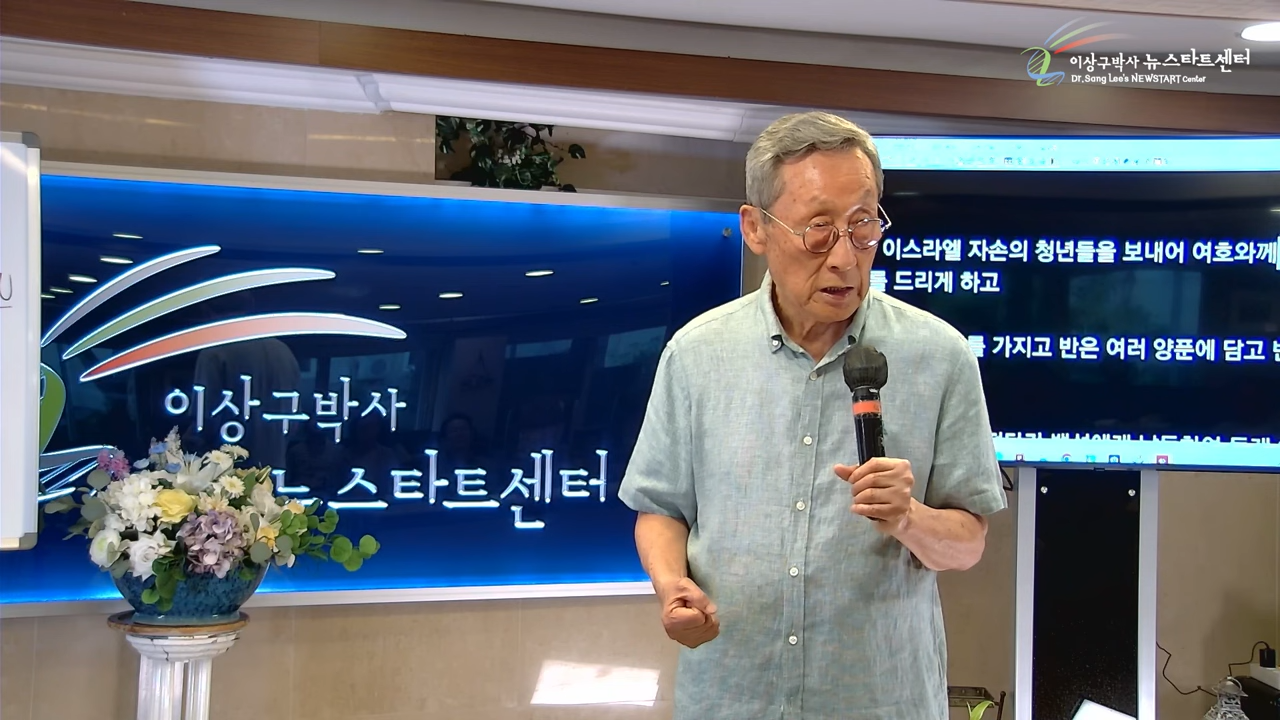 이상구박사 뉴스타트센터
Dr. Sang Lee's NEWSTART Center
이상구박사
뉴스타트센터
이스라엘 자손의 청년들을 보내어 여호와께
를 드리게 하고
를 가지고 반은 여러 양푼에 담고